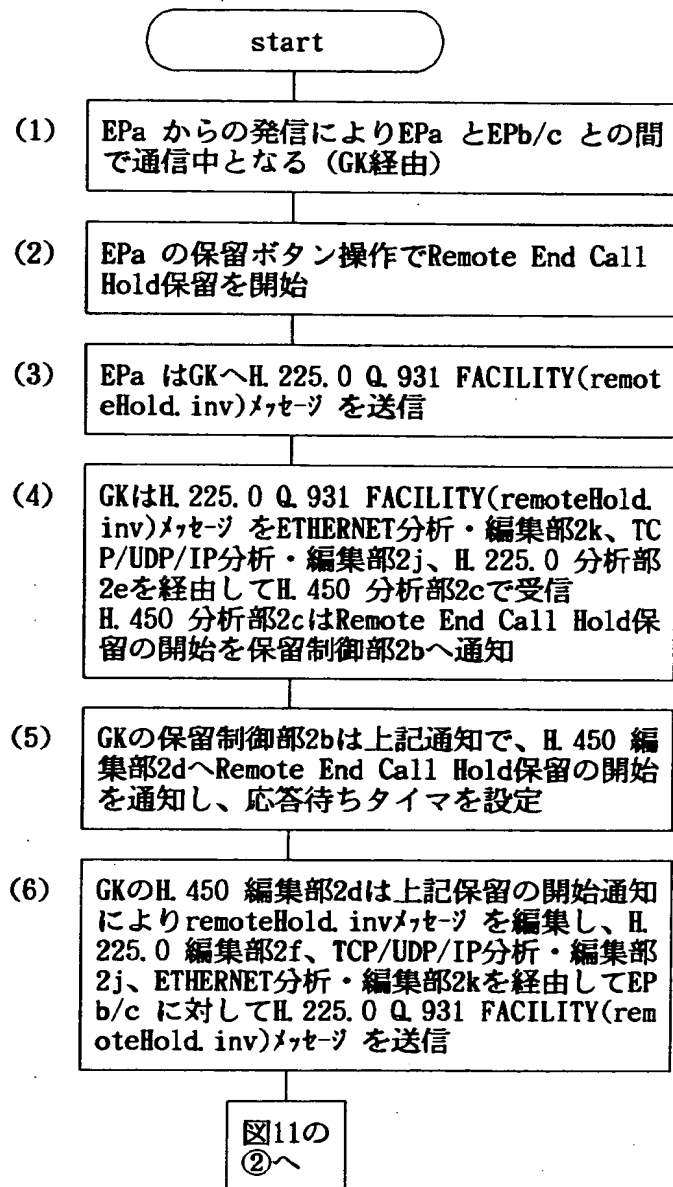 start
(1)
EPa からの発信によりEPa とEPb/c との間
で通信中となる（GK経由）
(2)
EPa の保留ボタン操作でRemote End Call
Hold保留を開始
(3)
EPa はGKへH.225.0 Q.931 FACILITY(remot
eHold.inv)ﾒｯｾｰｼﾞ を送信
(4)
GKはH.225.0 Q.931 FACILITY(remoteHold.
inv)ﾒｯｾｰｼﾞ をETHERNET分析・編集部2k、TC
P/UDP/IP分析・編集部2j、H.225.0 分析部
2eを経由してH.450 分析部2cで受信
H.450 分析部2cはRemote End Call Hold保
留の開始を保留制御部2bへ通知
(5)
GKの保留制御部2bは上記通知で、H.450 編
集部2dへRemote End Call Hold保留の開始
を通知し、応答待ちタイマを設定
(6)
GKのH.450 編集部2dは上記保留の開始通知
によりremoteHold.invﾒｯｾｰｼﾞ を編集し、H.
225.0 編集部2f、TCP/UDP/IP分析・編集部
2j、ETHERNET分析・編集部2kを経由してEP
b/c に対してH.225.0 Q.931 FACILITY(rem
oteHold.inv)ﾒｯｾｰｼﾞ を送信
図11の
②へ